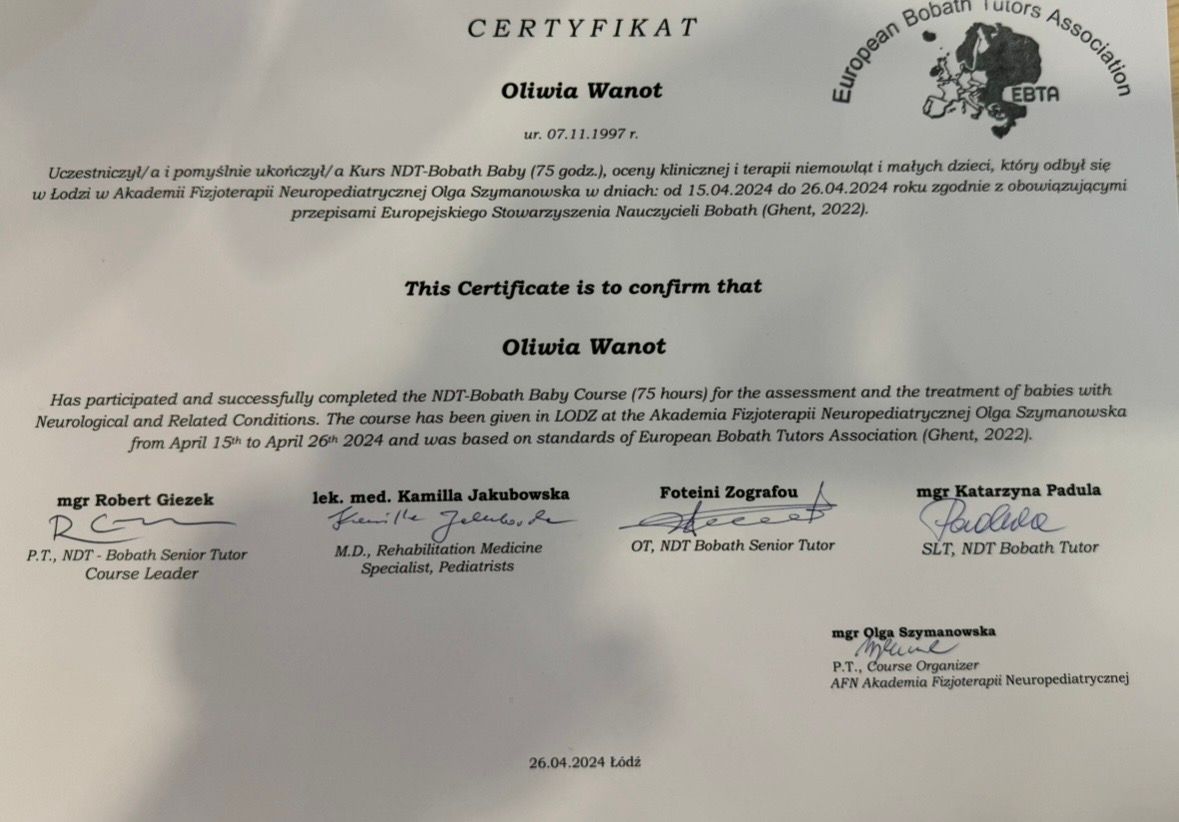 CERTYFIKAT
European Bobath Tutors Association
EBTA
Oliwia Wanot
ur. 07.11.1997 r.
Uczestniczył/a i pomyślnie ukończył/a Kurs NDT-Bobath Baby (75 godz.), oceny klinicznej i terapii niemowląt i małych dzieci, który odbył się
w Łodzi w Akademii Fizjoterapii Neuropediatrycznej Olga Szymanowska w dniach: od 15.04.2024 do 26.04.2024 roku zgodnie z obowiązującymi
przepisami Europejskiego Stowarzyszenia Nauczycieli Bobath (Ghent, 2022).
This Certificate is to confirm that
Oliwia Wanot
Has participated and successfully completed the NDT-Bobath Baby Course (75 hours) for the assessment and the treatment of babies with
Neurological and Related Conditions. The course has been given in LODZ at the Akademia Fizjoterapii Neuropediatrycznej Olga Szymanowska
from April 15th to April 26th 2024 and was based on standards of European Bobath Tutors Association (Ghent, 2022).
mgr Robert Giezek
P.T., NDT - Bobath Senior Tutor
Course Leader
lek. med. Kamilla Jakubowska
Kamilla Jakubowska
M.D., Rehabilitation Medicine
Specialist, Pediatrists
Foteini Zografou
OT, NDT Bobath Senior Tutor
mgr Katarzyna Padula
Padula
SLT, NDT Bobath Tutor
mgr Olga Szymanowska
P.T., Course Organizer
AFN Akademia Fizjoterapii Neuropediatrycznej
26.04.2024 Łódź